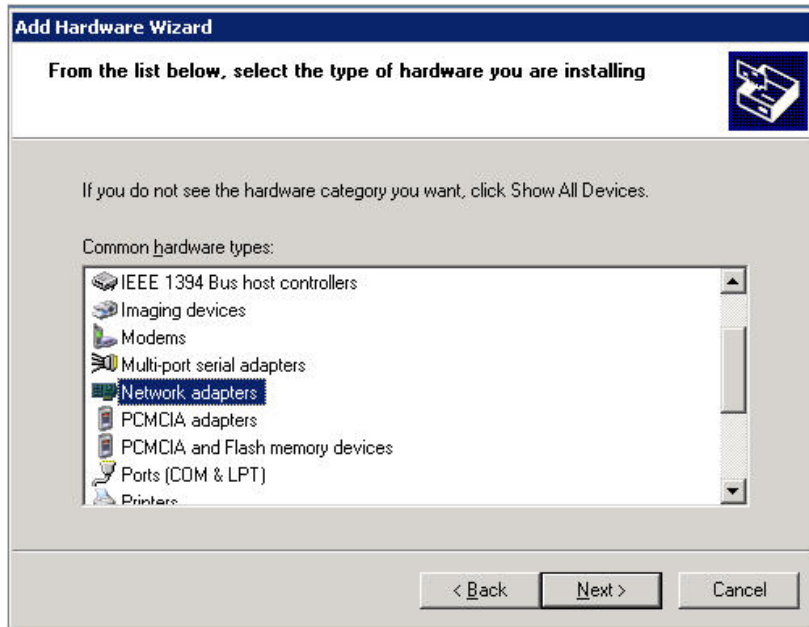 Add Hardware Wizard
From the list below, select the type of hardware you are installing
If you do not see the hardware category you want, click Show All Devices.
Common hardware types:
IEEE 1394 Bus host controllers
Imaging devices
Modems
Multi-port serial adapters
Network adapters
PCMCIA adapters
PCMCIA and Flash memory devices
Ports (COM & LPT)
Printers
< Back Next > Cancel